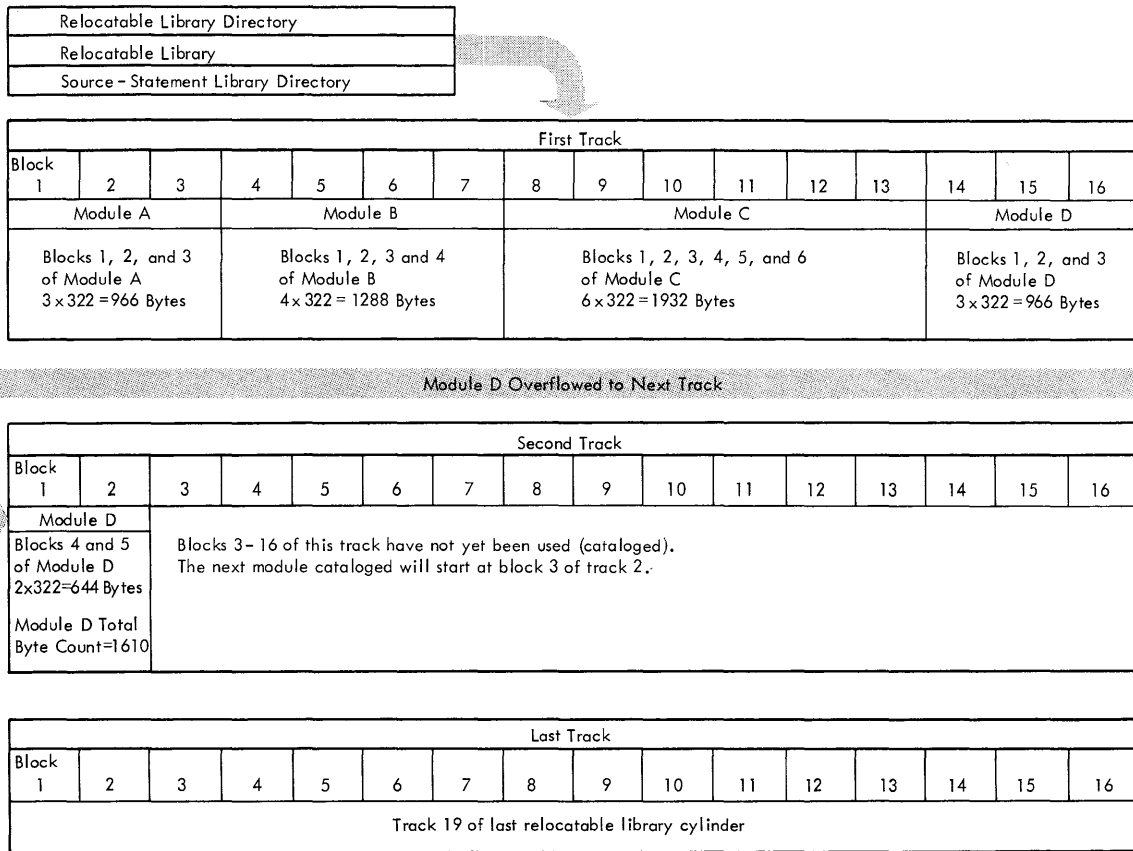 Relocatable Library Directory
Relocatable Library
Source-Statement Library Directory
First Track
Block
1 2 3 4 5 6 7 8 9 10 11 12 13 14 15 16
Module A Module B Module C Module D
Blocks 1, 2, and 3
of Module A
3 x 322 = 966 Bytes
Blocks 1, 2, 3 and 4
of Module B
4 x 322 = 1288 Bytes
Blocks 1, 2, 3, 4, 5, and 6
of Module C
6 x 322 = 1932 Bytes
Blocks 1, 2, and 3
of Module D
3 x 322 = 966 Bytes
Module D Overflowed to Next Track
Second Track
Block
1 2 3 4 5 6 7 8 9 10 11 12 13 14 15 16
Module D
Blocks 4 and 5
of Module D
2x322=644 Bytes
Module D Total
Byte Count=1610
Blocks 3-16 of this track have not yet been used (cataloged).
The next module cataloged will start at block 3 of track 2.
Last Track
Block
1 2 3 4 5 6 7 8 9 10 11 12 13 14 15 16
Track 19 of last relocatable library cylinder